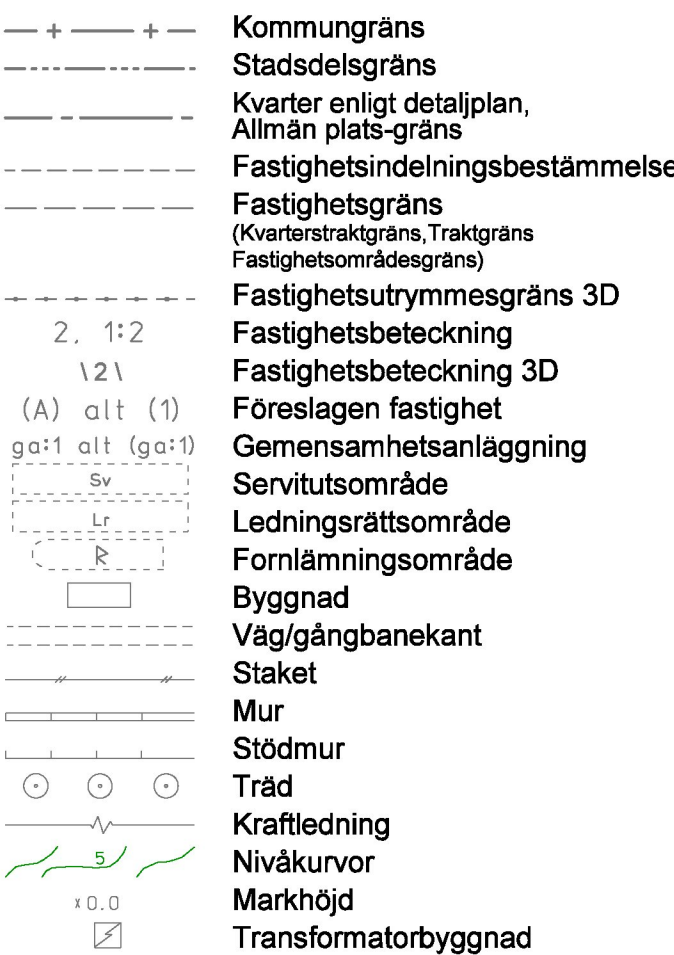 Kommungräns
Stadsdelsgräns
Kvarter enligt detaljplan,
Allmän plats-gräns
Fastighetsindelningsbestämmelse
Fastighetsgräns
(Kvarterstraktgräns,Traktgräns
Fastighetsområdesgräns)
Fastighetsutrymmesgräns 3D
2, 1:2 Fastighetsbeteckning
\2\ Fastighetsbeteckning 3D
(A) alt (1) Föreslagen fastighet
ga:1 alt (ga:1) Gemensamhetsanläggning
Sv Servitutsområde
Lr Ledningsrättsområde
R Fornlämningsområde
Byggnad
Väg/gångbanekant
Staket
Mur
Stödmur
Träd
Kraftledning
5 Nivåkurvor
x0.0 Markhöjd
Transformatorbyggnad